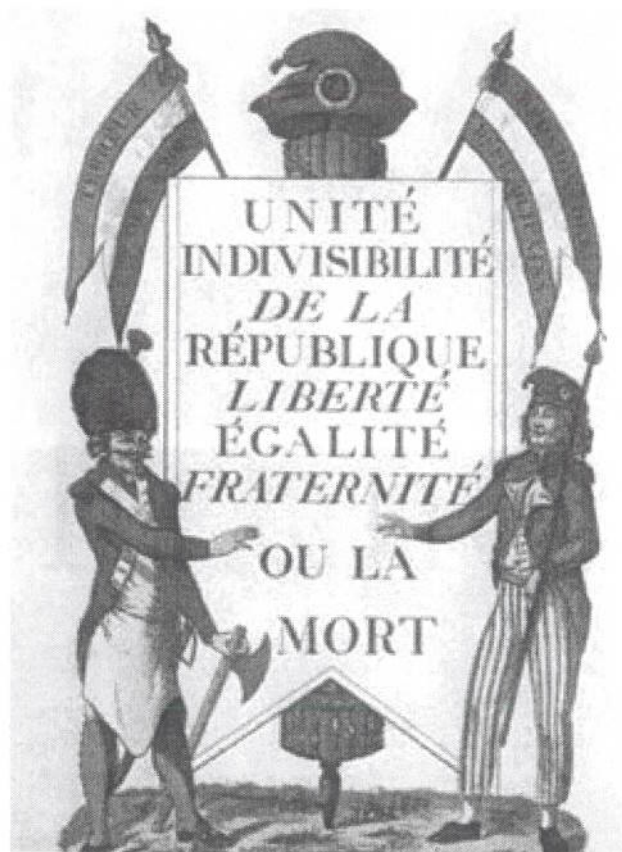 UNITÉ
INDIVISIBILITÉ
DE LA
RÉPUBLIQUE
LIBERTÉ
ÉGALITÉ
FRATERNITÉ
OU LA
MORT